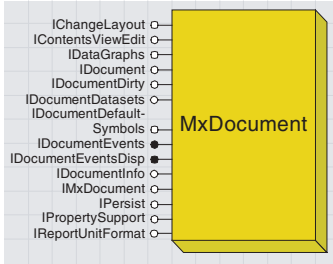 IChangeLayout
IContentsViewEdit
IDataGraphs
IDocument
IDocumentDirty
IDocumentDatasets
IDocumentDefault-
Symbols
IDocumentEvents
IDocumentEventsDisp
IDocumentInfo
IMxDocument
IPersist
IPropertySupport
IReportUnitFormat
MxDocument